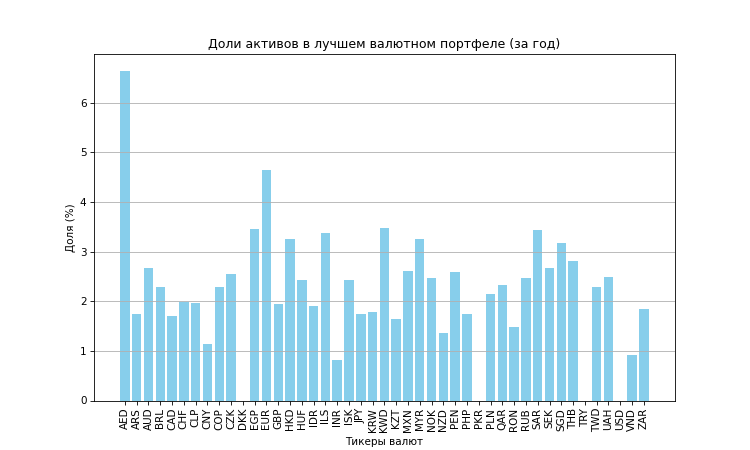 Доли активов в лучшем валютном портфеле (за год)
Доля (%)
6
5
4
3
2
1
0
AED ARS AUD BRL CAD CHF CLP CNY COP CZK DKK EGP EUR GBP HKD HUF IDR ILS INR ISK JPY KRW KWD KZT MXN MYR NOK NZD PEN PHP PKR PLN QAR RON RUB SAR SEK SGD THB TRY TWD UAH USD VND ZAR
Тикеры валют